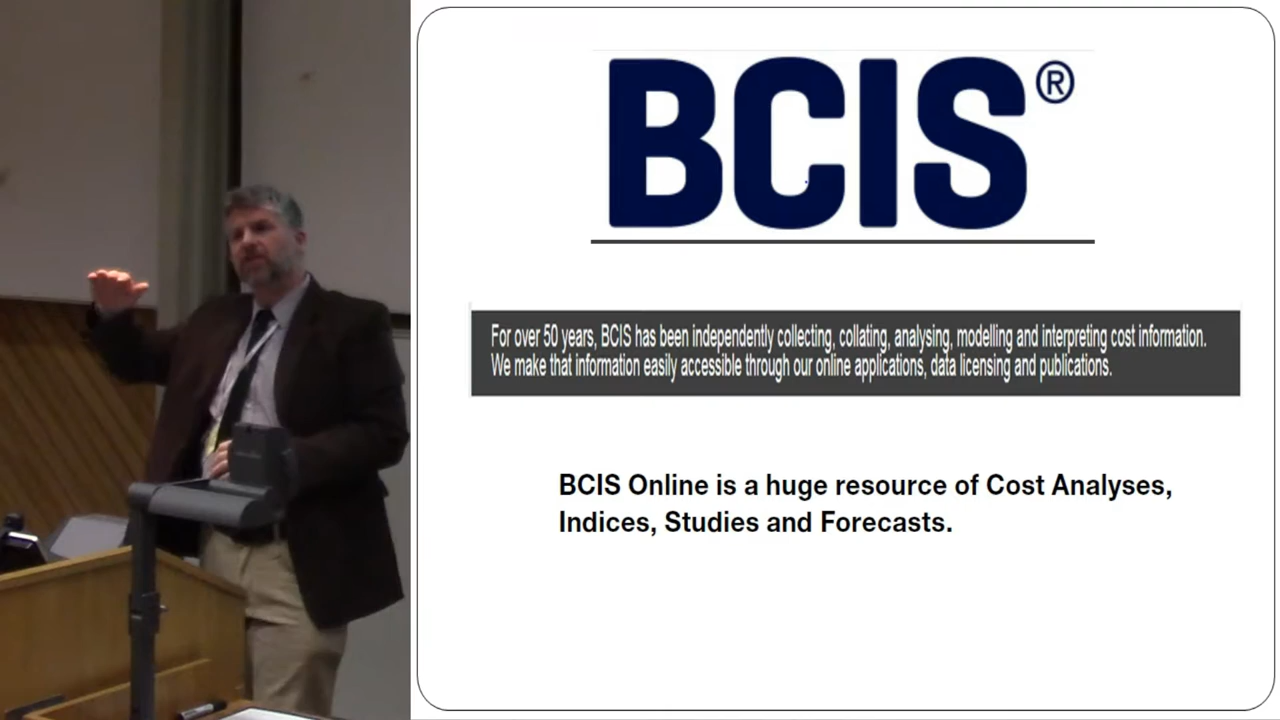 BCIS®
For over 50 years, BCIS has been independently collecting, collating, analysing, modelling and interpreting cost information.
We make that information easily accessible through our online applications, data licensing and publications.
BCIS Online is a huge resource of Cost Analyses,
Indices, Studies and Forecasts.